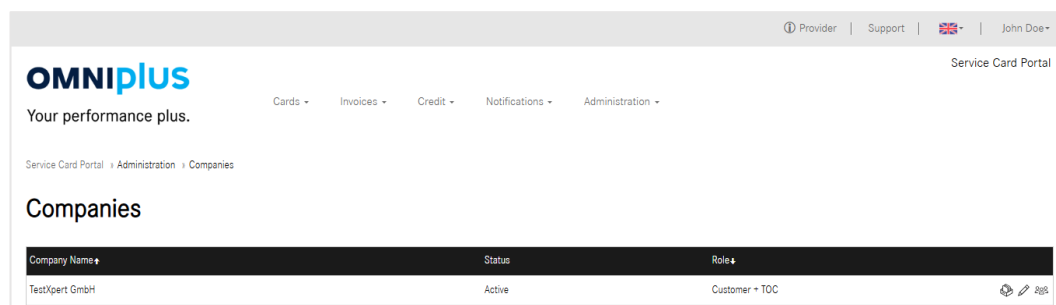 Provider | Support | John Doe
Service Card Portal
OMNIplus
Your performance plus.
Cards Invoices Credit Notifications Administration
Service Card Portal » Administration » Companies
Companies
Company Name Status Role
TestXpert GmbH Active Customer + TOC